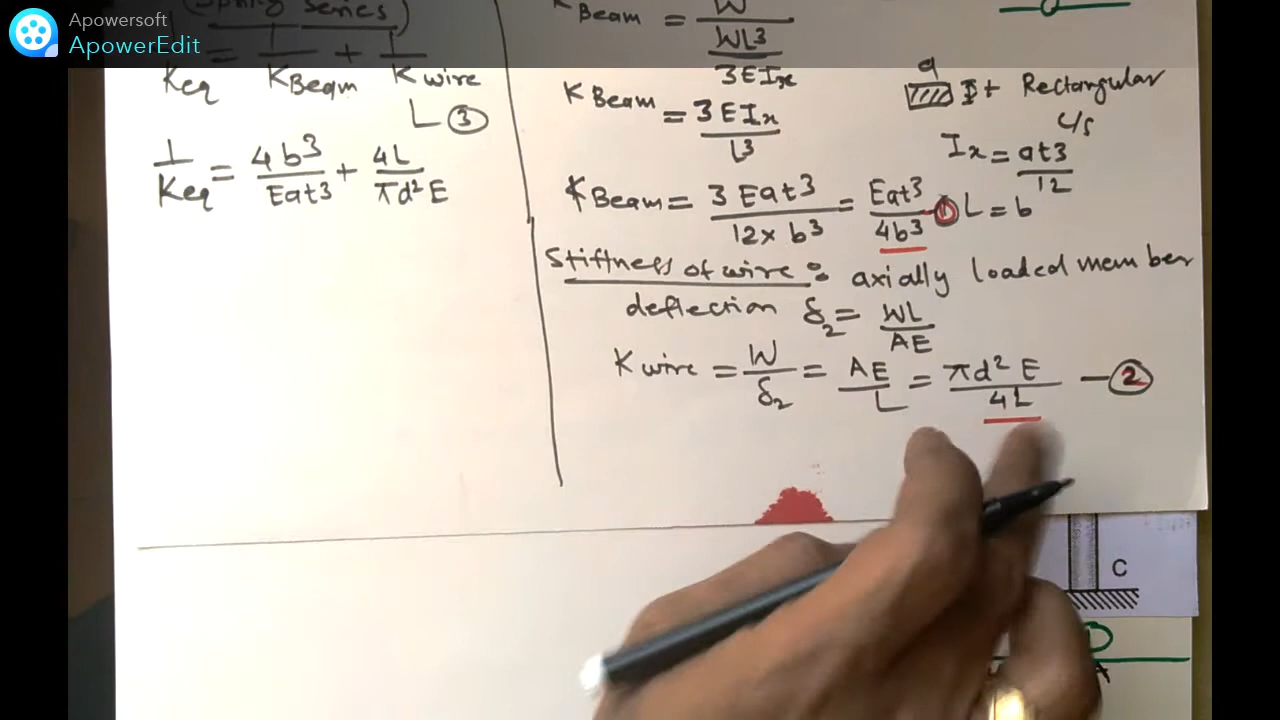 Apowersoft
ApowerEdit
(Spring series)
1/Keq = 1/KBeam + 1/Kwire
L ③
1/Keq = 4b³/Eat³ + 4L/πd²E
KBeam = W/(WL³/3EIx)
KBeam = 3EIx/L³
a t Rectangular
c/s
Ix = at3/12
KBeam = 3Eat³/12×b³ = Eat³/4b³ - ① L = b
Stiffness of wire : axially loaded member
deflection δ₂ = WL/AE
K wire = W/δ₂ = AE/L = πd²E/4L - ②
C